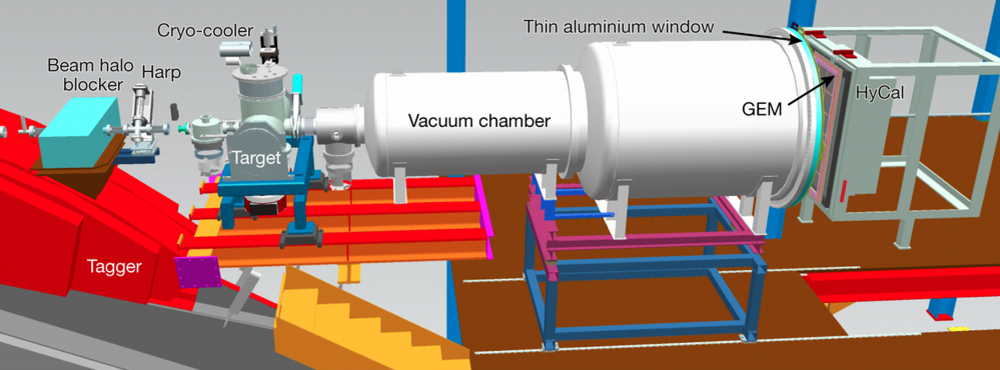 Cryo-cooler
Thin aluminium window
Beam halo
blocker
Harp
HyCal
GEM
Vacuum chamber
Target
Tagger